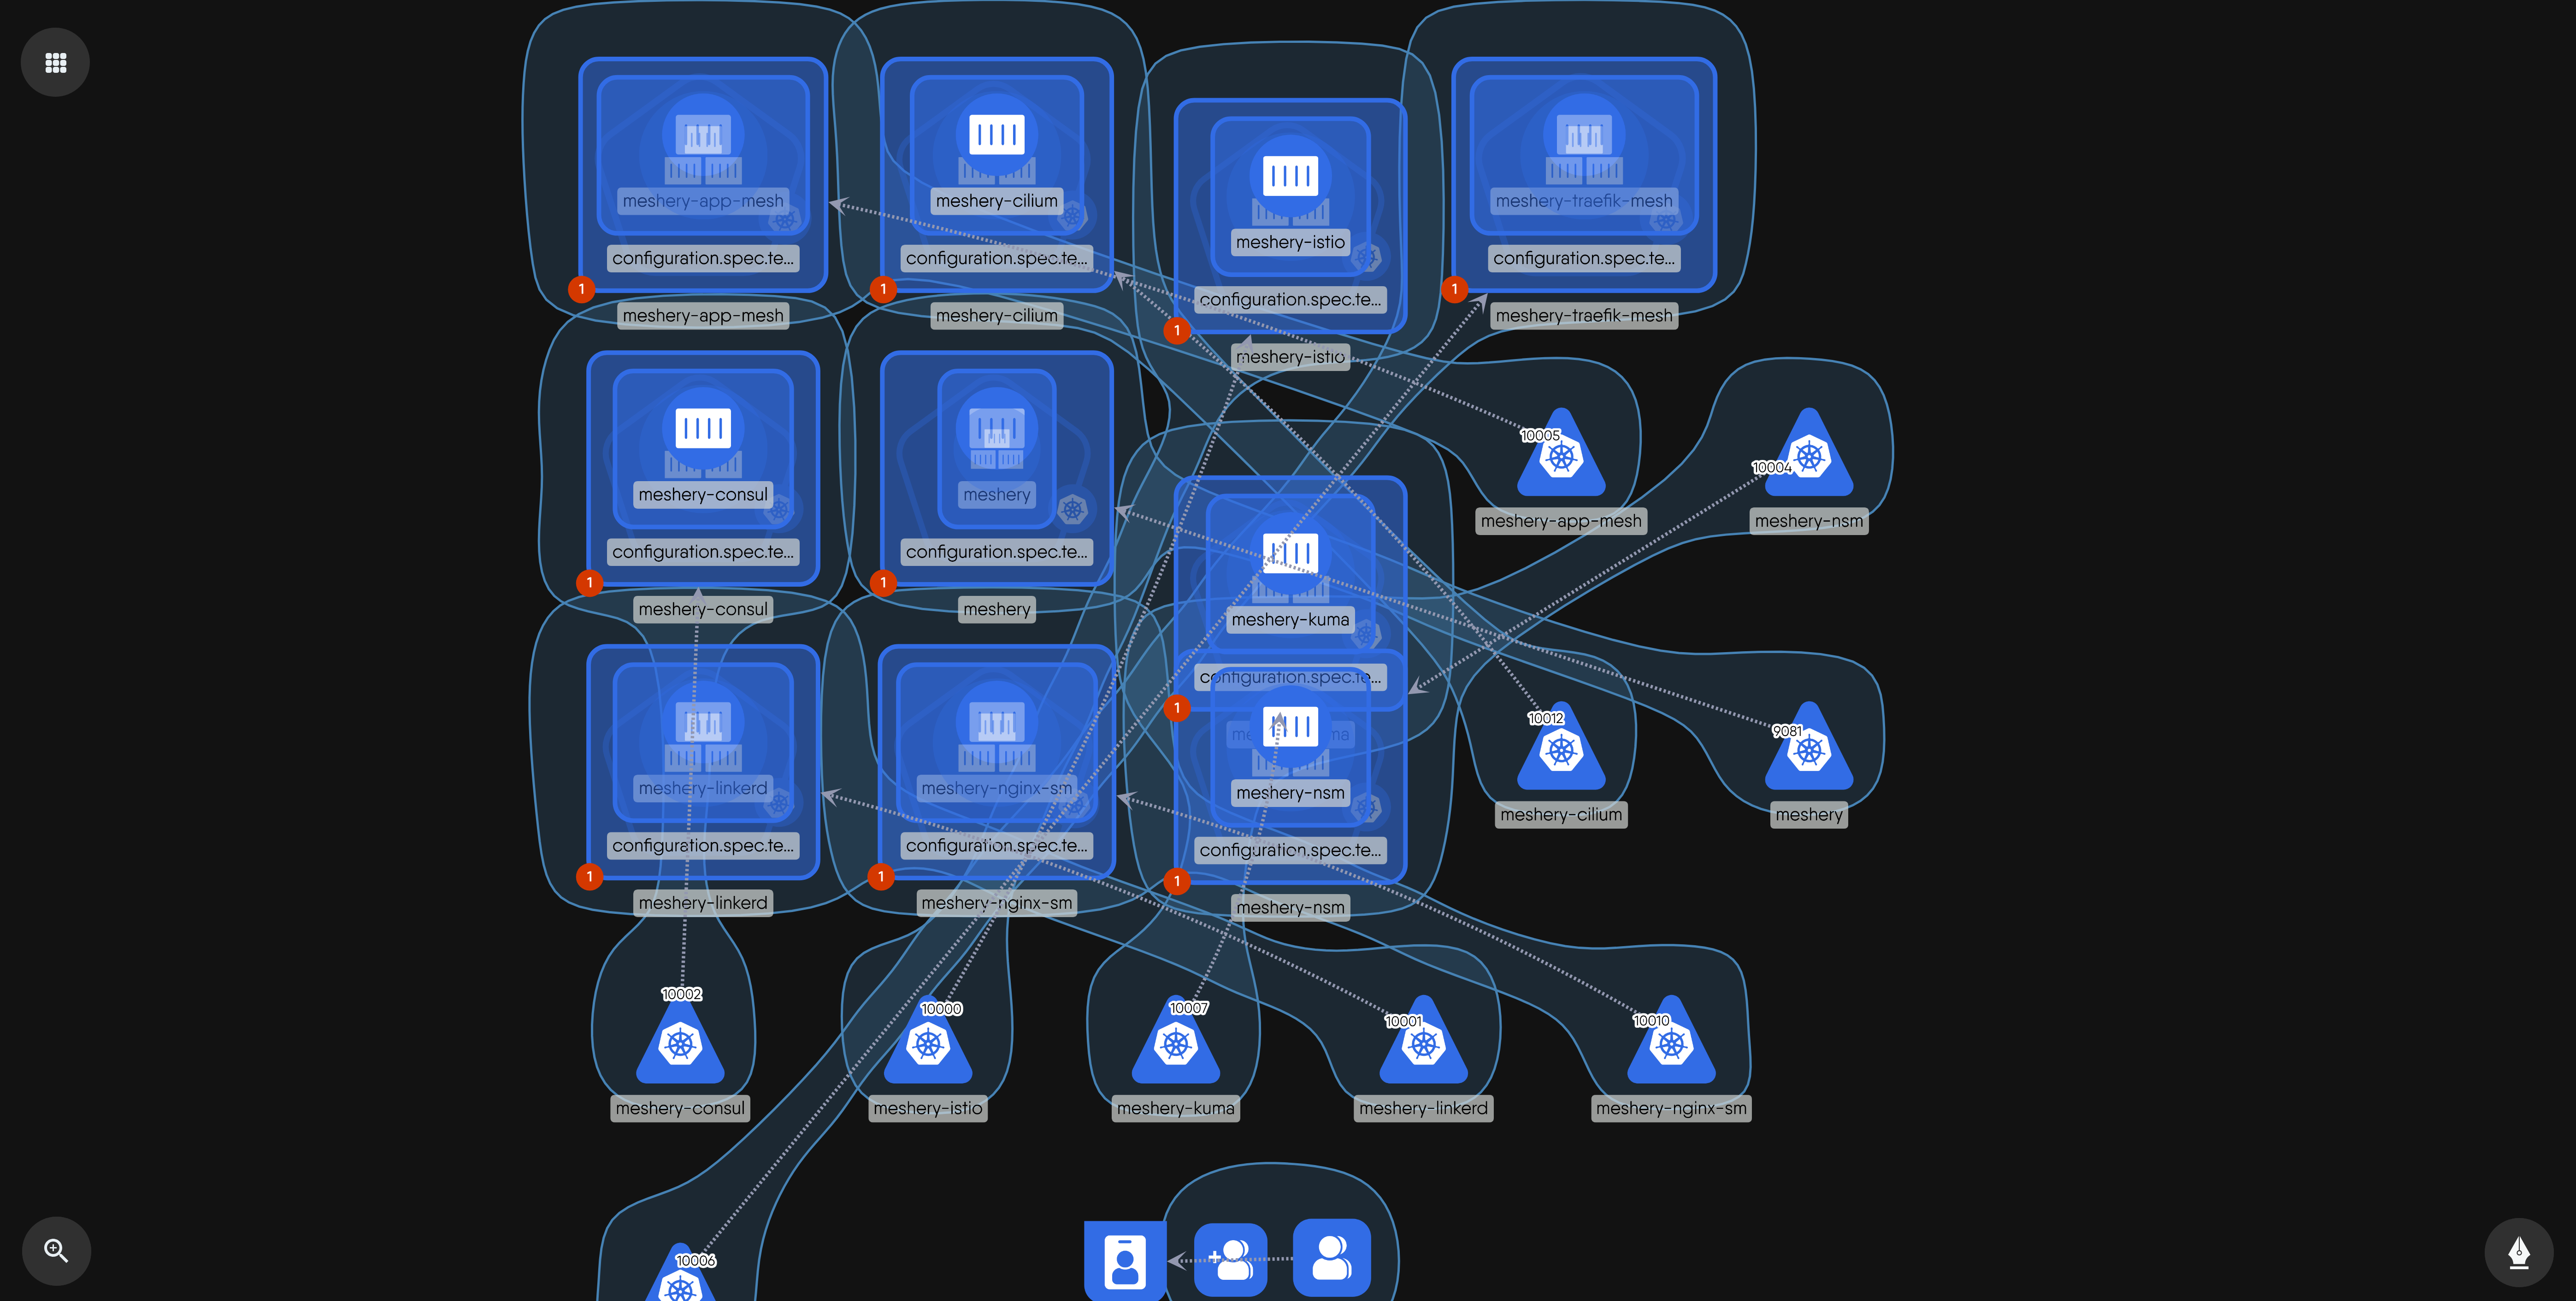 meshery-app-mesh
configuration.spec.te...
1
meshery-app-mesh
meshery-cilium
configuration.spec.te...
1
meshery-cilium
meshery-istio
configuration.spec.te...
1
meshery-istio
meshery-traefik-mesh
configuration.spec.te...
1
meshery-traefik-mesh
meshery-consul
configuration.spec.te...
1
meshery-consul
meshery
configuration.spec.te...
1
meshery
meshery-kuma
configuration.spec.te...
1
10005
meshery-app-mesh
10004
meshery-nsm
meshery-linkerd
configuration.spec.te...
1
meshery-linkerd
meshery-nginx-sm
configuration.spec.te...
1
meshery-nginx-sm
meshery-nsm
configuration.spec.te...
1
meshery-nsm
10012
meshery-cilium
9081
meshery
10002
meshery-consul
10000
meshery-istio
10007
meshery-kuma
10001
meshery-linkerd
10010
meshery-nginx-sm
10006